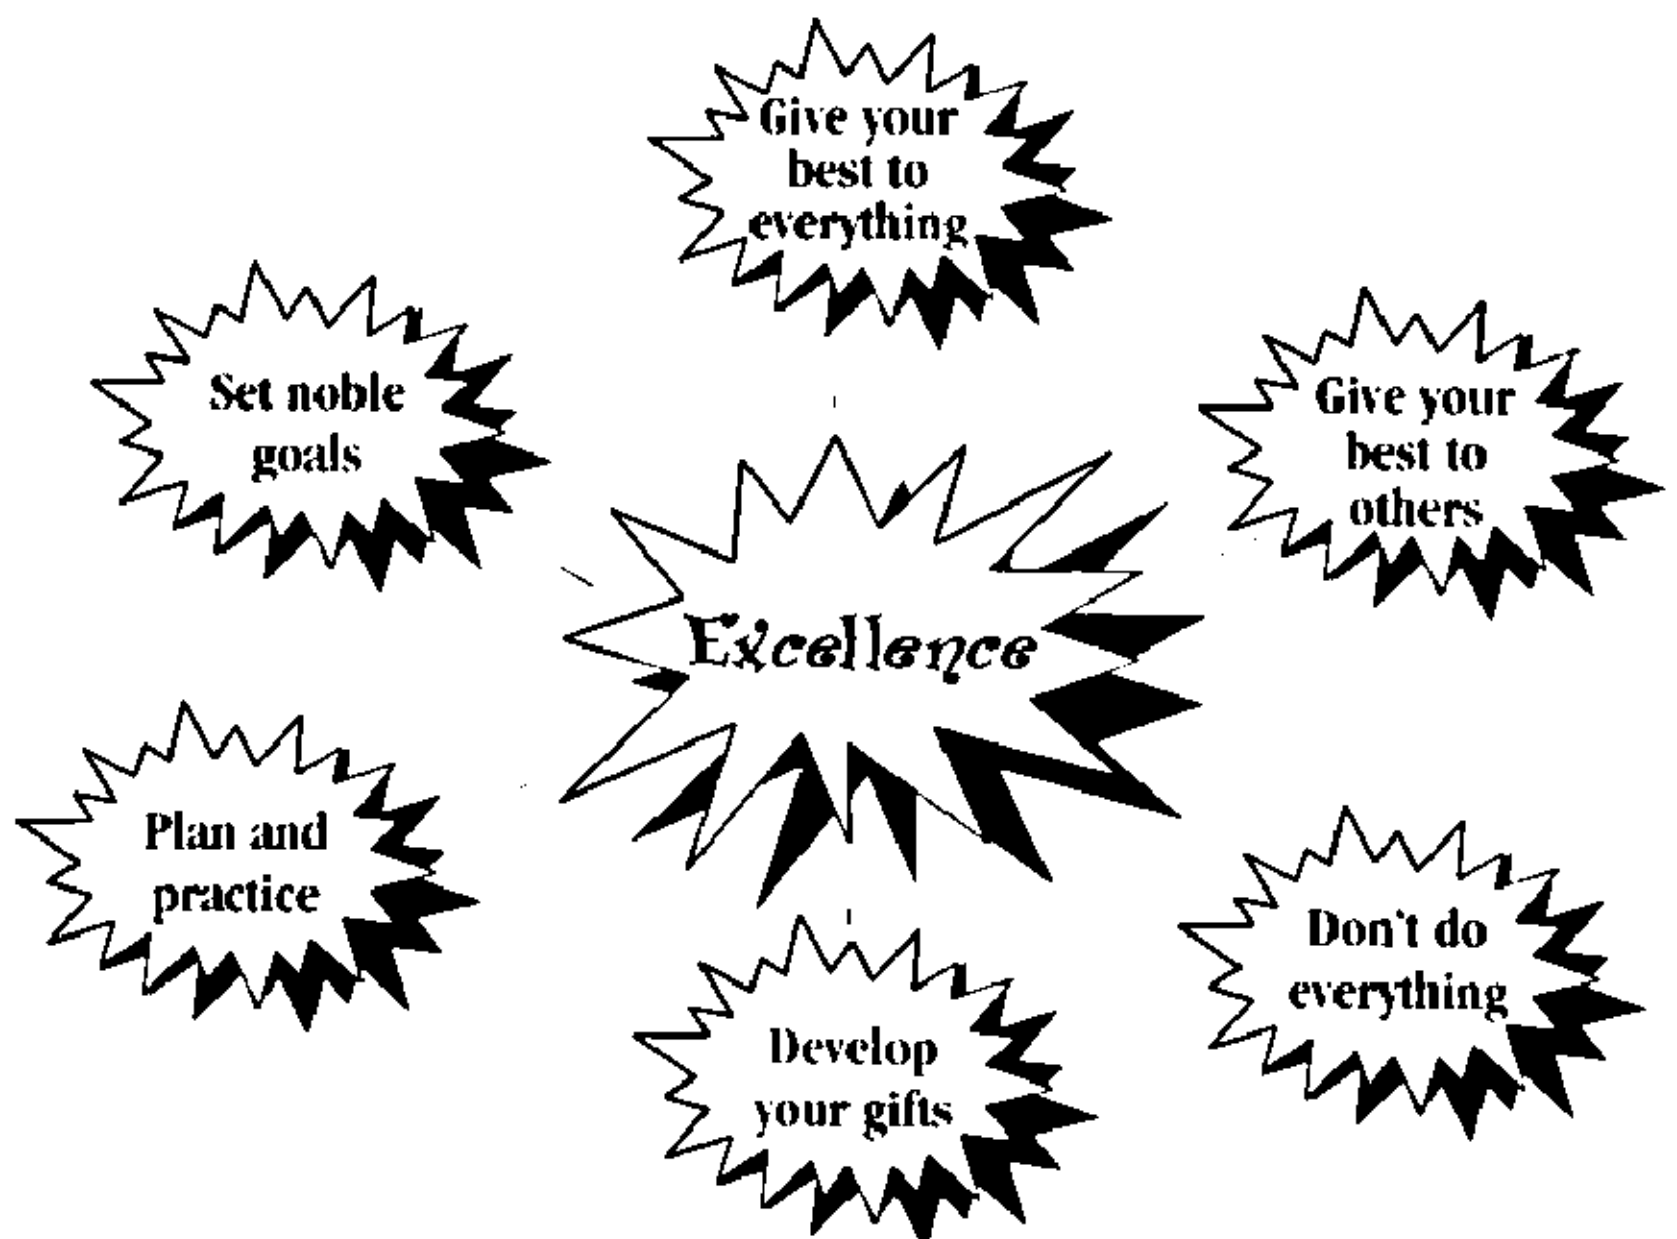 Give your
best to
everything
Set noble
goals
Give your
best to
others
Excellence
Plan and
practice
Don't do
everything
Develop
your gifts